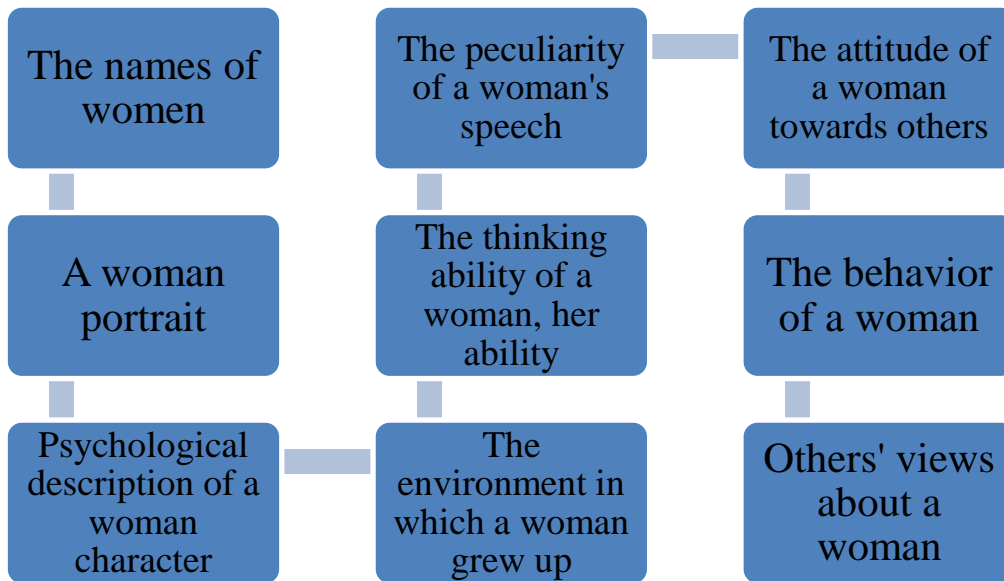 The names of
women
A woman
portrait
Psychological
description of a
woman
character
The
environment in
which a woman
grew up
The thinking
ability of a
woman, her
ability
The peculiarity
of a woman's
speech
The attitude of
a woman
towards others
The behavior
of a woman
Others' views
about a
woman